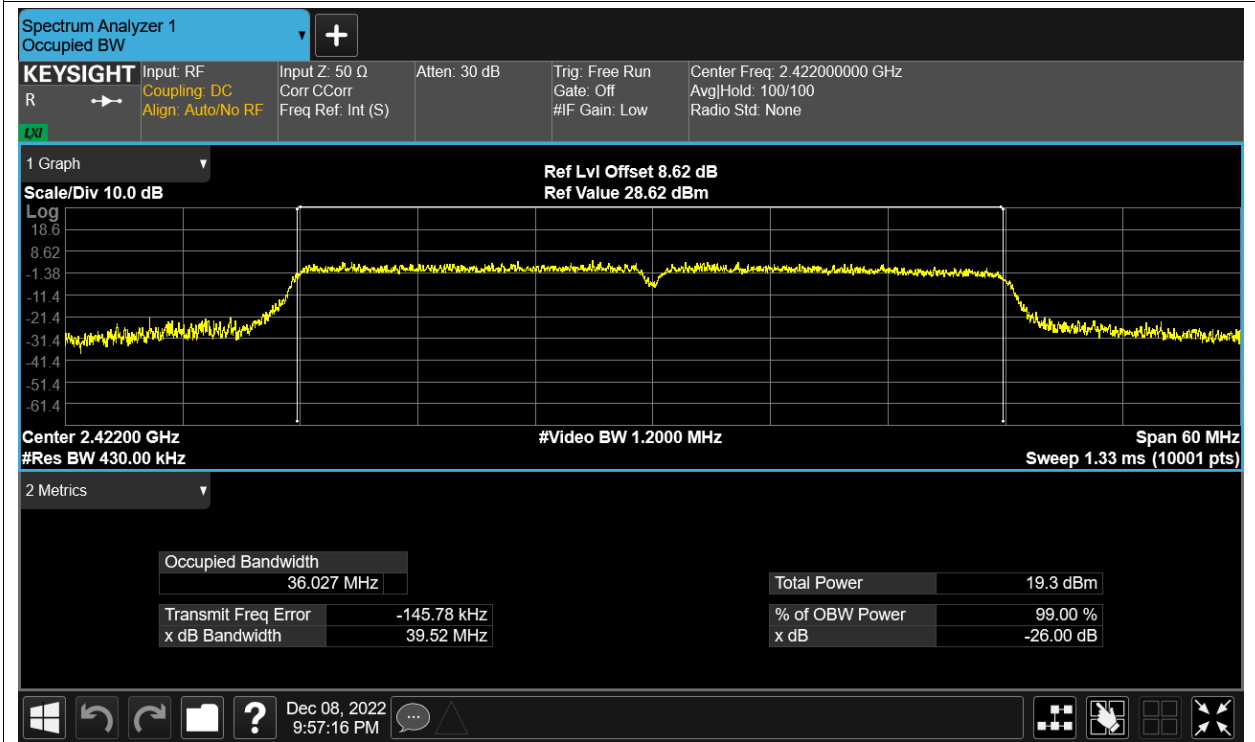 Spectrum Analyzer 1
Occupied BW
▼
+
KEYSIGHT
R
LXI
Input: RF
Coupling: DC
Align: Auto/No RF
Input Z: 50 Ω
Corr CCorr
Freq Ref: Int (S)
Atten: 30 dB
Trig: Free Run
Gate: Off
#IF Gain: Low
Center Freq: 2.422000000 GHz
Avg|Hold: 100/100
Radio Std: None
1 Graph ▼
Ref Lvl Offset 8.62 dB
Scale/Div 10.0 dB
Ref Value 28.62 dBm
Log
18.6
8.62
-1.38
-11.4
-21.4
-31.4
-41.4
-51.4
-61.4
Center 2.42200 GHz
#Video BW 1.2000 MHz
Span 60 MHz
#Res BW 430.00 kHz
Sweep 1.33 ms (10001 pts)
2 Metrics ▼
Occupied Bandwidth
36.027 MHz
Transmit Freq Error -145.78 kHz
x dB Bandwidth 39.52 MHz
Total Power 19.3 dBm
% of OBW Power 99.00 %
x dB -26.00 dB
?
Dec 08, 2022
9:57:16 PM